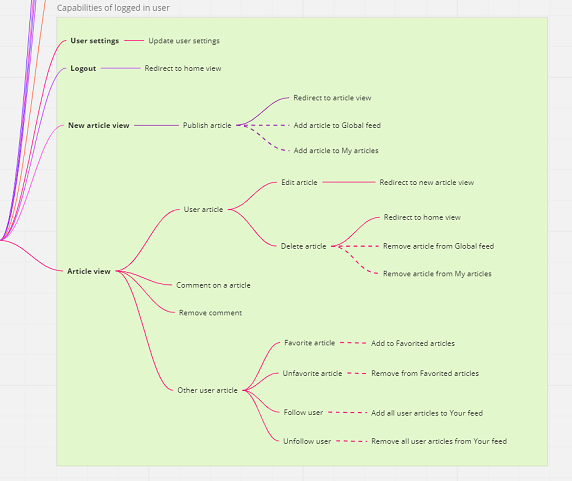 Capabilities of logged in user
User settings
Update user settings
Logout
Redirect to home view
New article view
Publish article
Redirect to article view
Add article to Global feed
Add article to My articles
Article view
User article
Edit article
Redirect to new article view
Delete article
Redirect to home view
Remove article from Global feed
Remove article from My articles
Comment on a article
Remove comment
Other user article
Favorite article
Add to Favorited articles
Unfavorite article
Remove from Favorited articles
Follow user
Add all user articles to Your feed
Unfollow user
Remove all user articles from Your feed